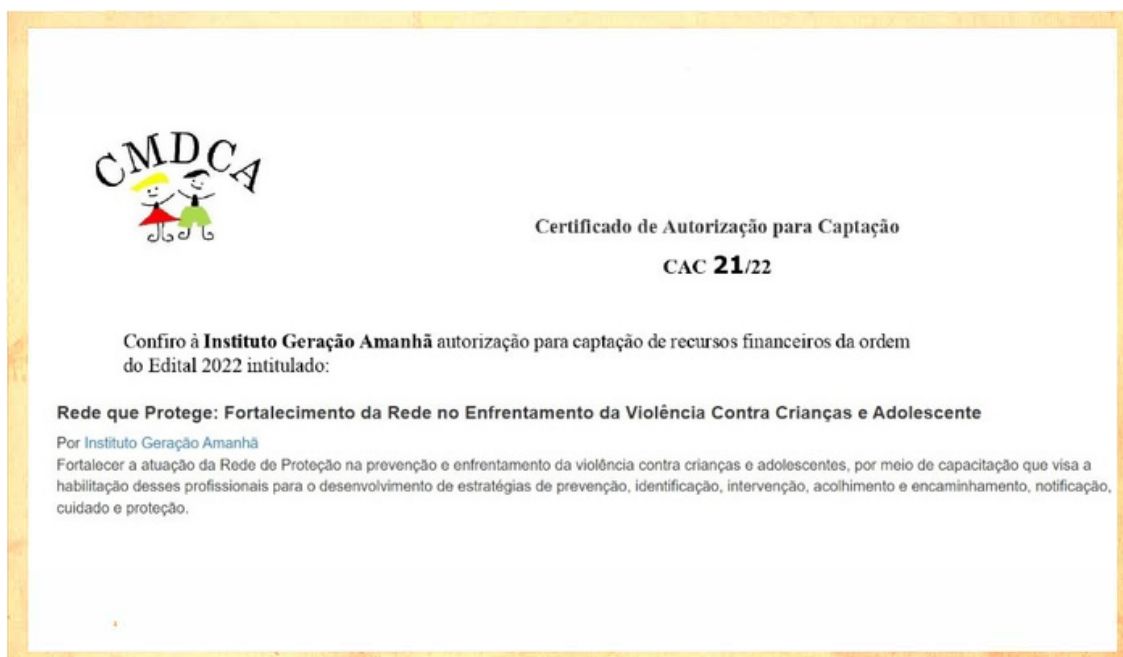 CMDCA
Certificado de Autorização para Captação
CAC 21/22
Confiro à Instituto Geração Amanhã autorização para captação de recursos financeiros da ordem
do Edital 2022 intitulado:
Rede que Protege: Fortalecimento da Rede no Enfrentamento da Violência Contra Crianças e Adolescente
Por Instituto Geração Amanhã
Fortalecer a atuação da Rede de Proteção na prevenção e enfrentamento da violência contra crianças e adolescentes, por meio de capacitação que visa a
habilitação desses profissionais para o desenvolvimento de estratégias de prevenção, identificação, intervenção, acolhimento e encaminhamento, notificação,
cuidado e proteção.